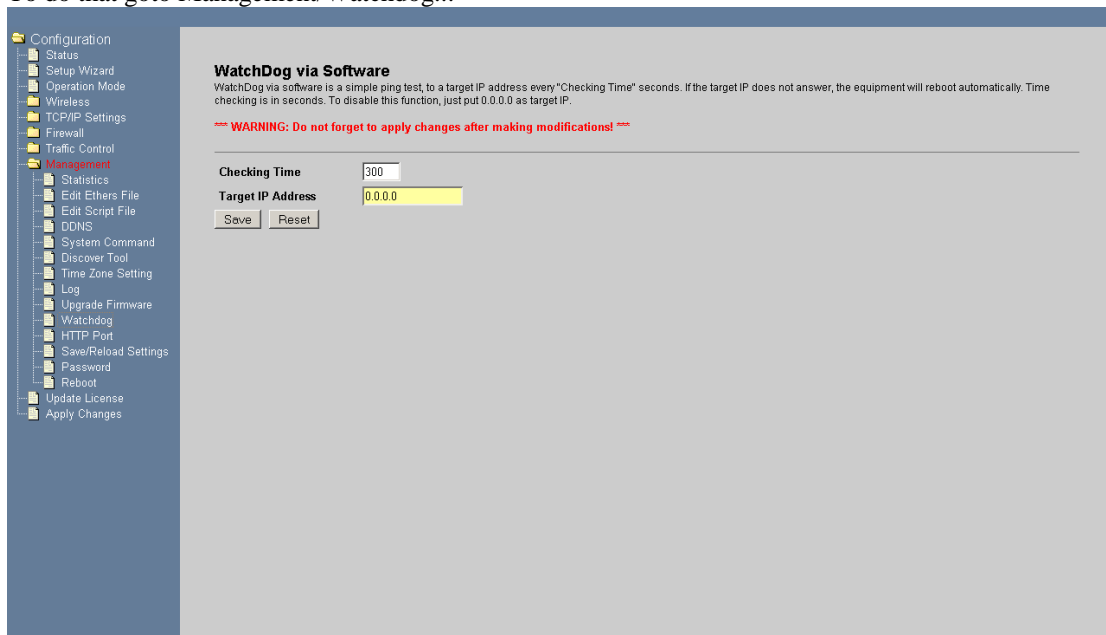 To do that goto Management/Watchdog...
Configuration
Status
Setup Wizard
Operation Mode
Wireless
TCP/IP Settings
Firewall
Traffic Control
Management
Statistics
Edit Ethers File
Edit Script File
DDNS
System Command
Discover Tool
Time Zone Setting
Log
Upgrade Firmware
Watchdog
HTTP Port
Save/Reload Settings
Password
Reboot
Update License
Apply Changes
WatchDog via Software
WatchDog via software is a simple ping test, to a target IP address every "Checking Time" seconds. If the target IP does not answer, the equipment will reboot automatically. Time
checking is in seconds. To disable this function, just put 0.0.0.0 as target IP.
*** WARNING: Do not forget to apply changes after making modifications! ***
Checking Time 300
Target IP Address 0.0.0.0
Save Reset